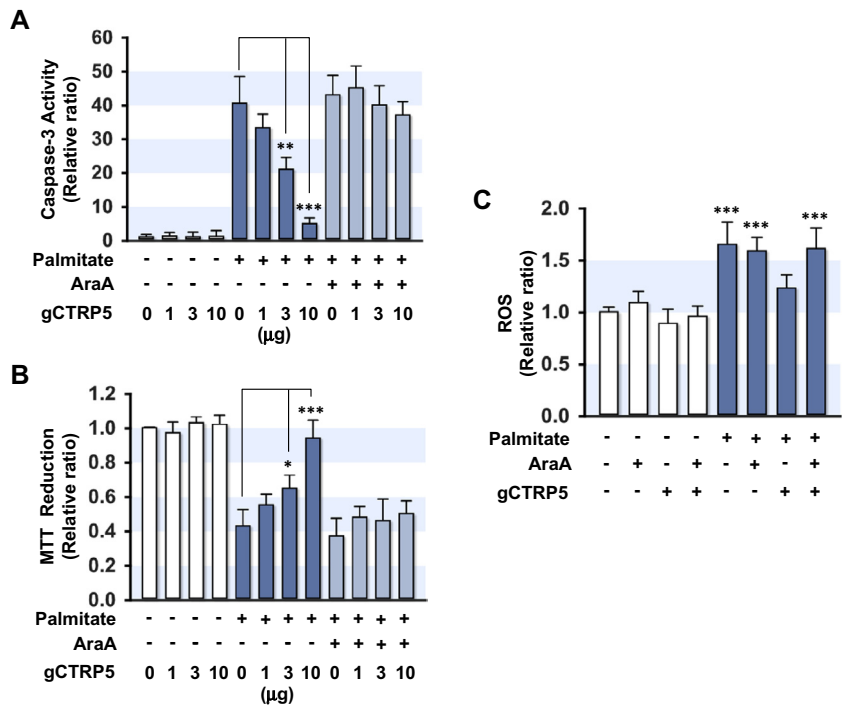 A
Caspase-3 Activity
(Relative ratio)
60
50
40
30
20
10
0
** ***
Palmitate - - - - + + + + + + + +
AraA - - - - - - - - + + + +
gCTRP5 0 1 3 10 0 1 3 10 0 1 3 10
(µg)
B
MTT Reduction
(Relative ratio)
1.2
1.0
0.8
0.6
0.4
0.2
0.0
* ***
Palmitate - - - - + + + + + + + +
AraA - - - - - - - - + + + +
gCTRP5 0 1 3 10 0 1 3 10 0 1 3 10
(µg)
C
ROS
(Relative ratio)
2.0
1.5
1.0
0.5
0.0
*** *** ***
Palmitate - - - - + + + +
AraA - + - + - + - +
gCTRP5 - - + + - - + +